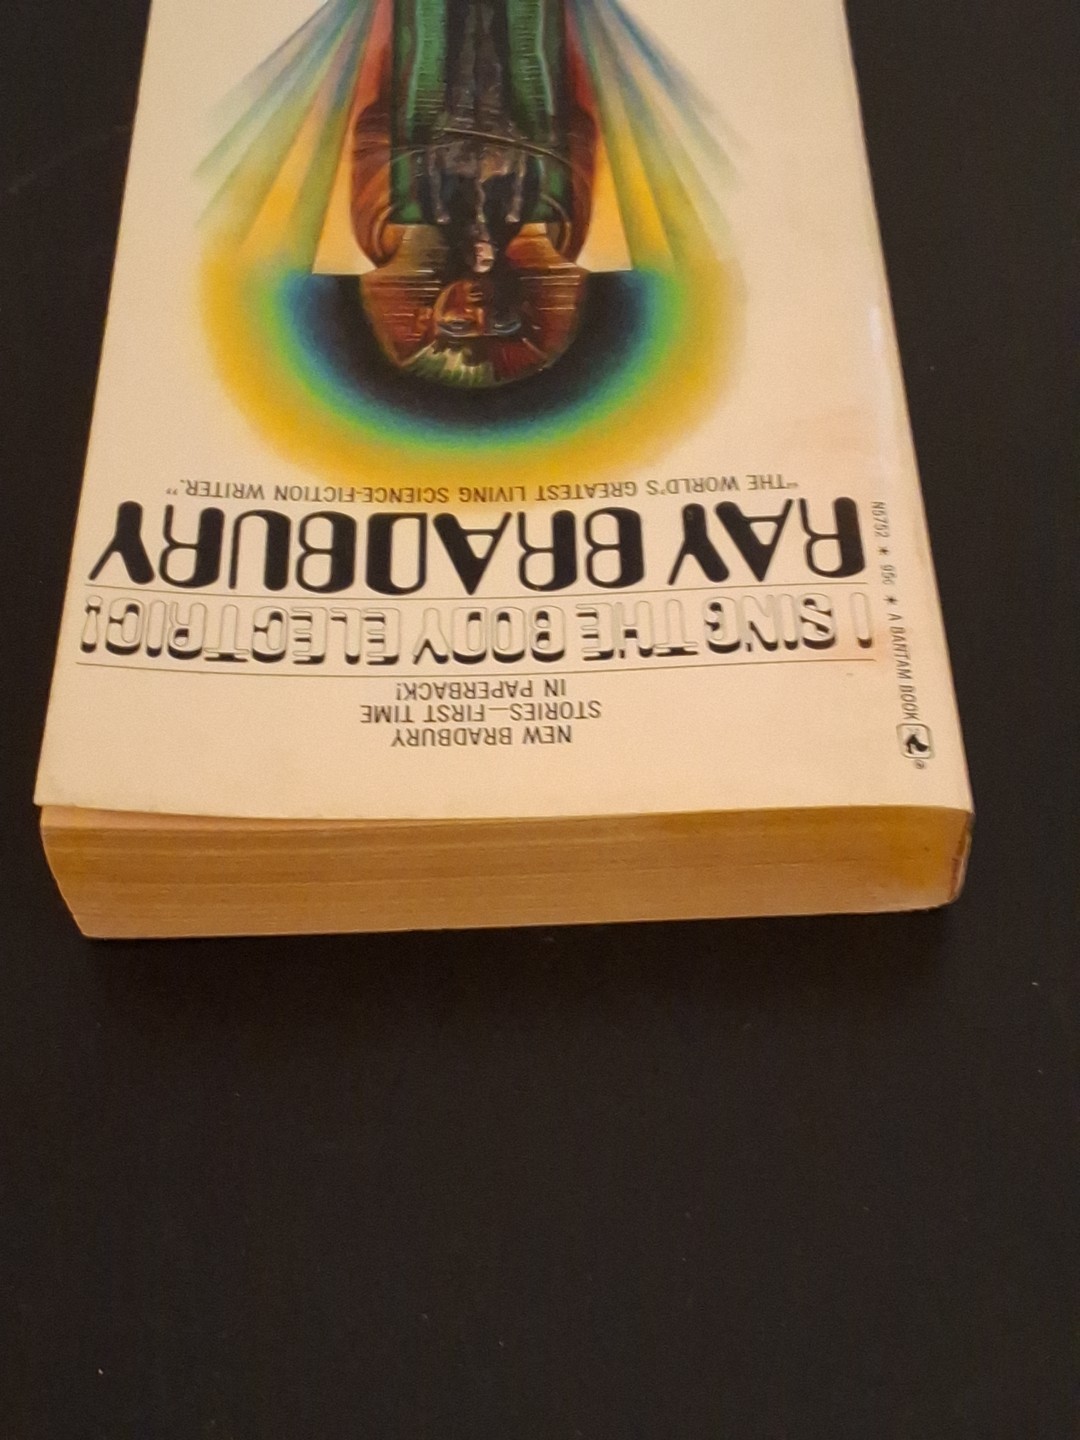 NEW BRADBURY
STORIES—FIRST TIME
IN PAPERBACK!
I SING THE BODY ELECTRIC!
RAY BRADBURY
"THE WORLD'S GREATEST LIVING SCIENCE-FICTION WRITER."
N5752 ★ 95c ★ A BANTAM BOOK